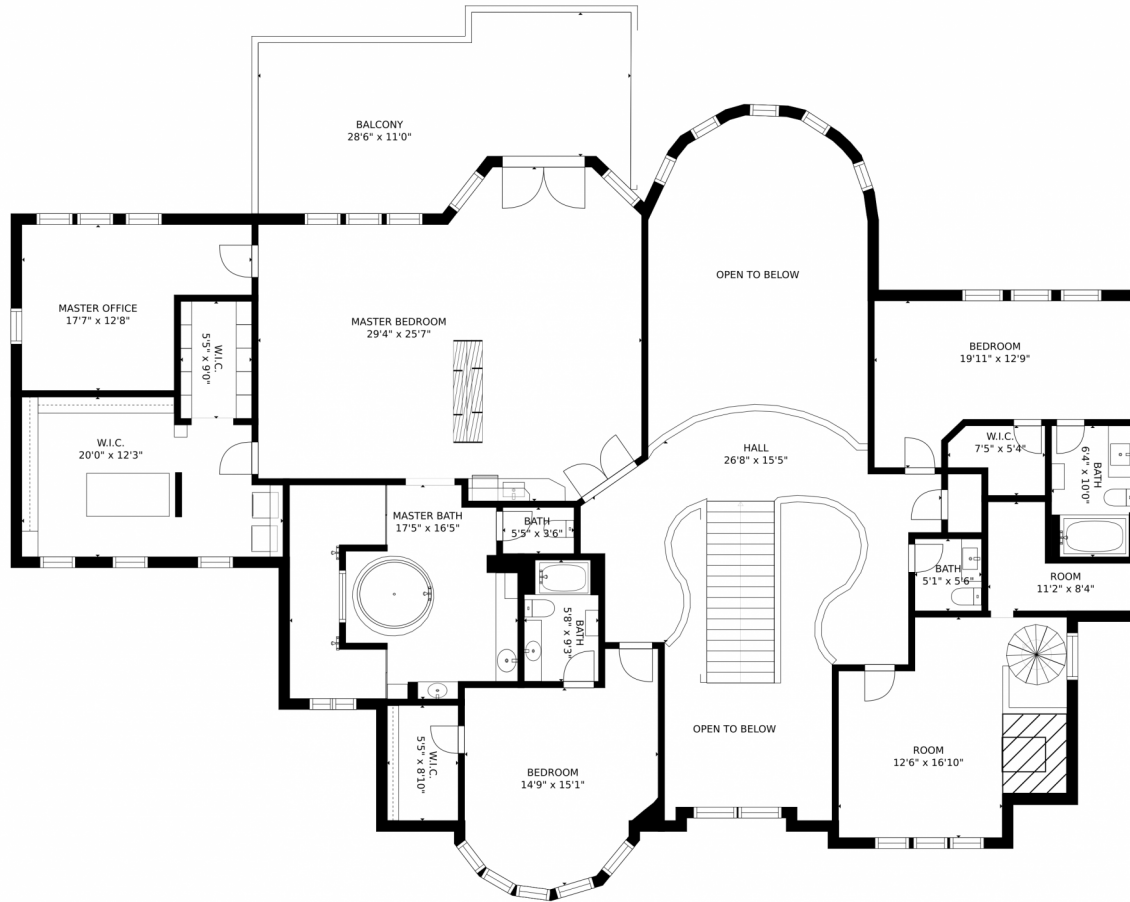 BALCONY
28'6" x 11'0"
OPEN TO BELOW
MASTER OFFICE
17'7" x 12'8"
MASTER BEDROOM
29'4" x 25'7"
W.I.C.
5'5" x 9'0"
BEDROOM
19'11" x 12'9"
W.I.C.
20'0" x 12'3"
HALL
26'8" x 15'5"
W.I.C.
7'5" x 5'4"
BATH
6'4" x 10'0"
MASTER BATH
17'5" x 16'5"
BATH
5'5" x 3'6"
BATH
5'1" x 5'6"
ROOM
11'2" x 8'4"
BATH
5'8" x 9'3"
OPEN TO BELOW
W.I.C.
5'5" x 8'10"
BEDROOM
14'9" x 15'1"
ROOM
12'6" x 16'10"